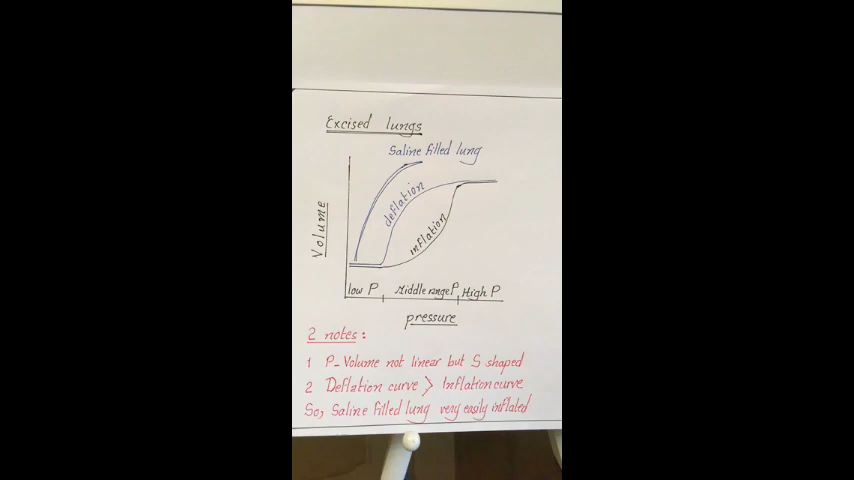 Excised lungs
Saline filled lung
deflation
inflation
Volume
low P Middle range P High P
pressure
2 notes:
1 P-Volume not linear but S shaped
2 Deflation curve > Inflation curve
So, Saline filled lung very easily inflated